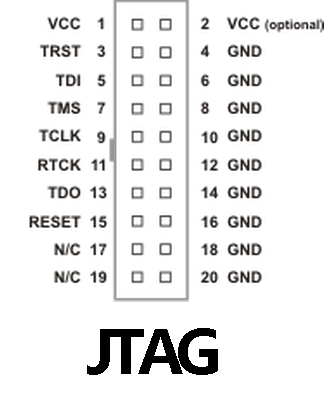 VCC 1 2 VCC (optional)
TRST 3 4 GND
TDI 5 6 GND
TMS 7 8 GND
TCLK 9 10 GND
RTCK 11 12 GND
TDO 13 14 GND
RESET 15 16 GND
N/C 17 18 GND
N/C 19 20 GND
JTAG